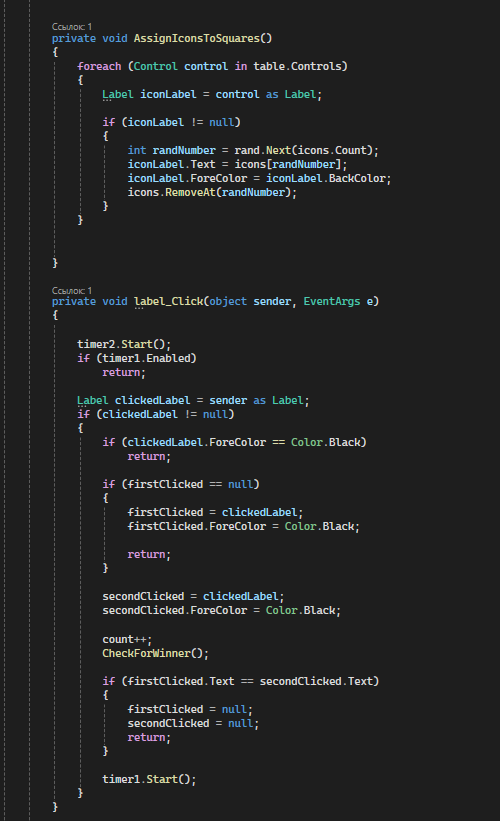 Ссылок: 1
private void AssignIconsToSquares()
{
foreach (Control control in table.Controls)
{
Label iconLabel = control as Label;
if (iconLabel != null)
{
int randNumber = rand.Next(icons.Count);
iconLabel.Text = icons[randNumber];
iconLabel.ForeColor = iconLabel.BackColor;
icons.RemoveAt(randNumber);
}
}
}
Ссылок: 1
private void label_Click(object sender, EventArgs e)
{
timer2.Start();
if (timer1.Enabled)
return;
Label clickedLabel = sender as Label;
if (clickedLabel != null)
{
if (clickedLabel.ForeColor == Color.Black)
return;
if (firstClicked == null)
{
firstClicked = clickedLabel;
firstClicked.ForeColor = Color.Black;
return;
}
secondClicked = clickedLabel;
secondClicked.ForeColor = Color.Black;
count++;
CheckForWinner();
if (firstClicked.Text == secondClicked.Text)
{
firstClicked = null;
secondClicked = null;
return;
}
timer1.Start();
}
}